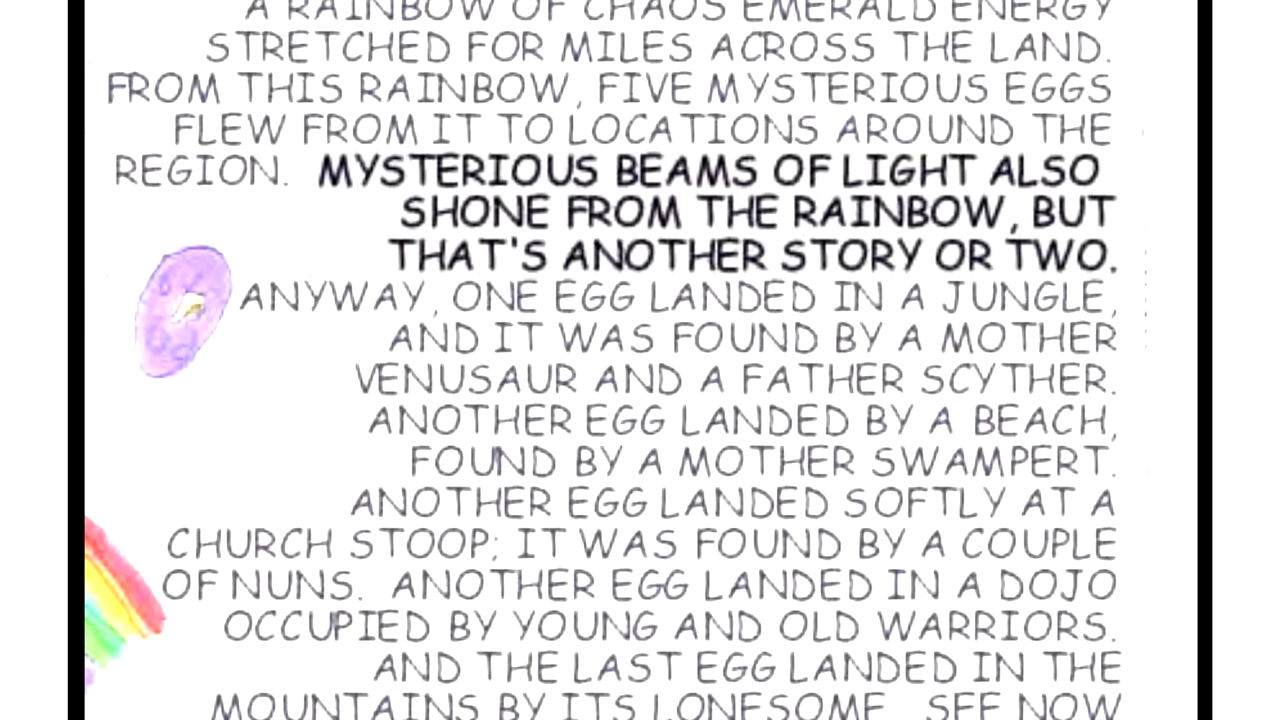 A RAINBOW OF CHAOS EMERALD ENERGY
STRETCHED FOR MILES ACROSS THE LAND.
FROM THIS RAINBOW, FIVE MYSTERIOUS EGGS
FLEW FROM IT TO LOCATIONS AROUND THE
REGION. MYSTERIOUS BEAMS OF LIGHT ALSO
SHONE FROM THE RAINBOW, BUT
THAT'S ANOTHER STORY OR TWO.
ANYWAY, ONE EGG LANDED IN A JUNGLE,
AND IT WAS FOUND BY A MOTHER
VENUSAUR AND A FATHER SCYTHER.
ANOTHER EGG LANDED BY A BEACH,
FOUND BY A MOTHER SWAMPERT.
ANOTHER EGG LANDED SOFTLY AT A
CHURCH STOOP; IT WAS FOUND BY A COUPLE
OF NUNS. ANOTHER EGG LANDED IN A DOJO
OCCUPIED BY YOUNG AND OLD WARRIORS.
AND THE LAST EGG LANDED IN THE
MOUNTAINS BY ITS LONESOME. SEE NOW